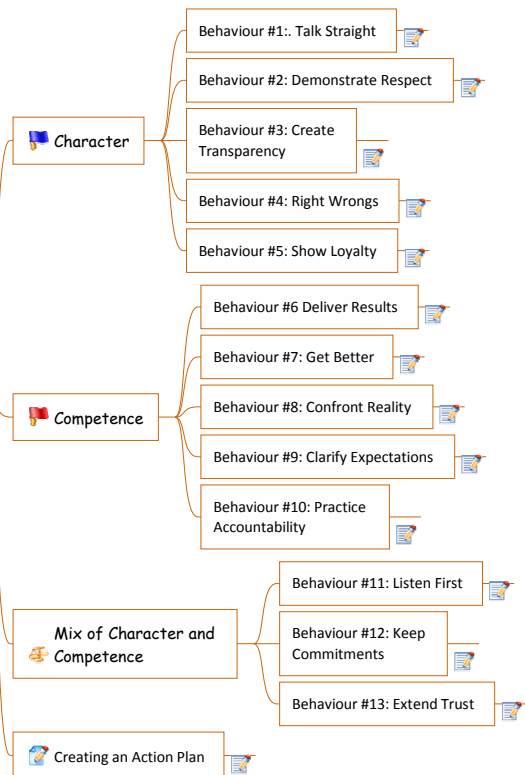 Character
Behaviour #1:. Talk Straight
Behaviour #2: Demonstrate Respect
Behaviour #3: Create
Transparency
Behaviour #4: Right Wrongs
Behaviour #5: Show Loyalty
Competence
Behaviour #6 Deliver Results
Behaviour #7: Get Better
Behaviour #8: Confront Reality
Behaviour #9: Clarify Expectations
Behaviour #10: Practice
Accountability
Mix of Character and
Competence
Behaviour #11: Listen First
Behaviour #12: Keep
Commitments
Behaviour #13: Extend Trust
Creating an Action Plan